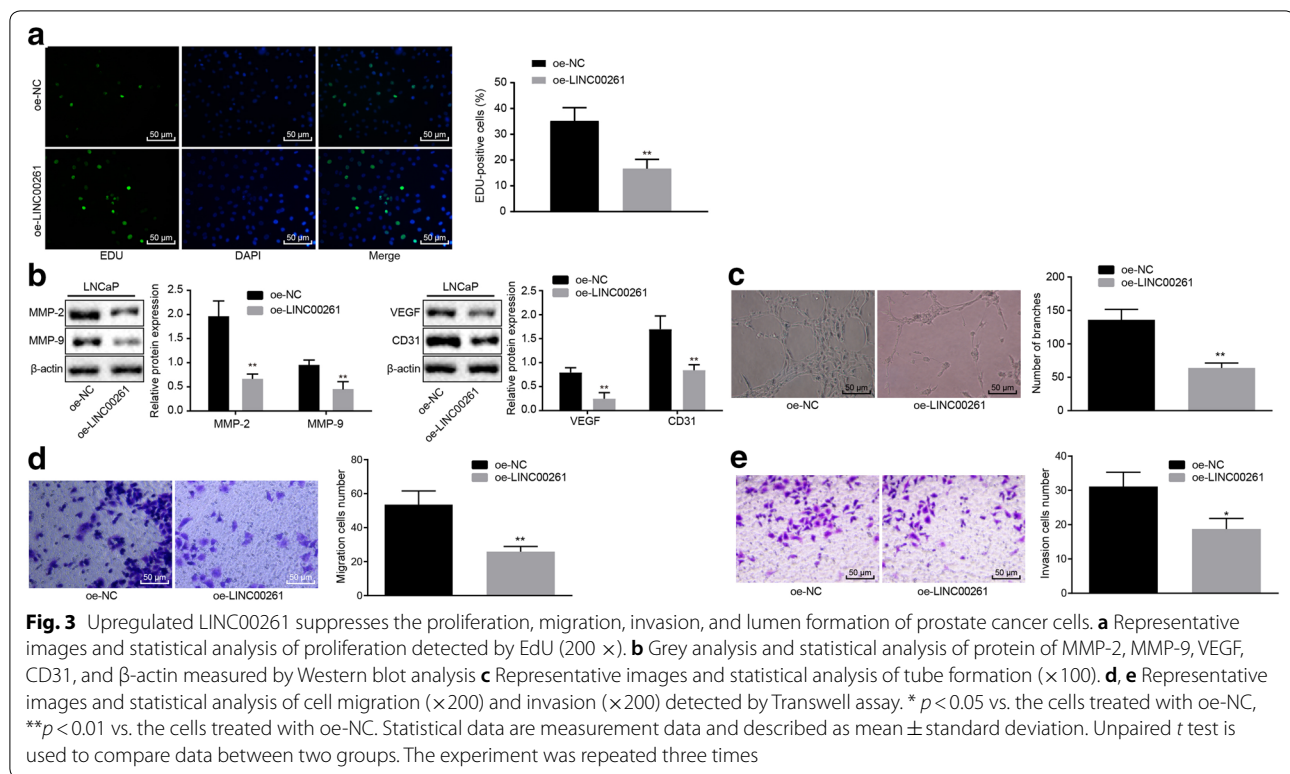 a
oe-NC
oe-LINC00261
50 µm
50 µm
50 µm
50 µm
50 µm
50 µm
EDU
DAPI
Merge
oe-NC
oe-LINC00261
EDU-positive cells (%)
50
40
30
20
10
0
**
b
LNCaP
MMP-2
MMP-9
β-actin
oe-NC
oe-LINC00261
Relative protein expression
2.5
2.0
1.5
1.0
0.5
0.0
oe-NC
oe-LINC00261
**
**
MMP-2
MMP-9
LNCaP
VEGF
CD31
β-actin
oe-NC
oe-LINC00261
Relative protein expression
2.5
2.0
1.5
1.0
0.5
0.0
oe-NC
oe-LINC00261
**
**
VEGF
CD31
c
50 µm
50 µm
oe-NC
oe-LINC00261
Number of branches
200
150
100
50
0
oe-NC
oe-LINC00261
**
d
50 µm
50 µm
oe-NC
oe-LINC00261
Migration cells number
80
60
40
20
0
oe-NC
oe-LINC00261
**
e
50 µm
50 µm
oe-NC
oe-LINC00261
Invasion cells number
40
30
20
10
0
oe-NC
oe-LINC00261
*
Fig. 3 Upregulated LINC00261 suppresses the proliferation, migration, invasion, and lumen formation of prostate cancer cells. a Representative
images and statistical analysis of proliferation detected by EdU (200 ×). b Grey analysis and statistical analysis of protein of MMP-2, MMP-9, VEGF,
CD31, and β-actin measured by Western blot analysis c Representative images and statistical analysis of tube formation (×100). d, e Representative
images and statistical analysis of cell migration (×200) and invasion (×200) detected by Transwell assay. * p < 0.05 vs. the cells treated with oe-NC,
**p < 0.01 vs. the cells treated with oe-NC. Statistical data are measurement data and described as mean ± standard deviation. Unpaired t test is
used to compare data between two groups. The experiment was repeated three times